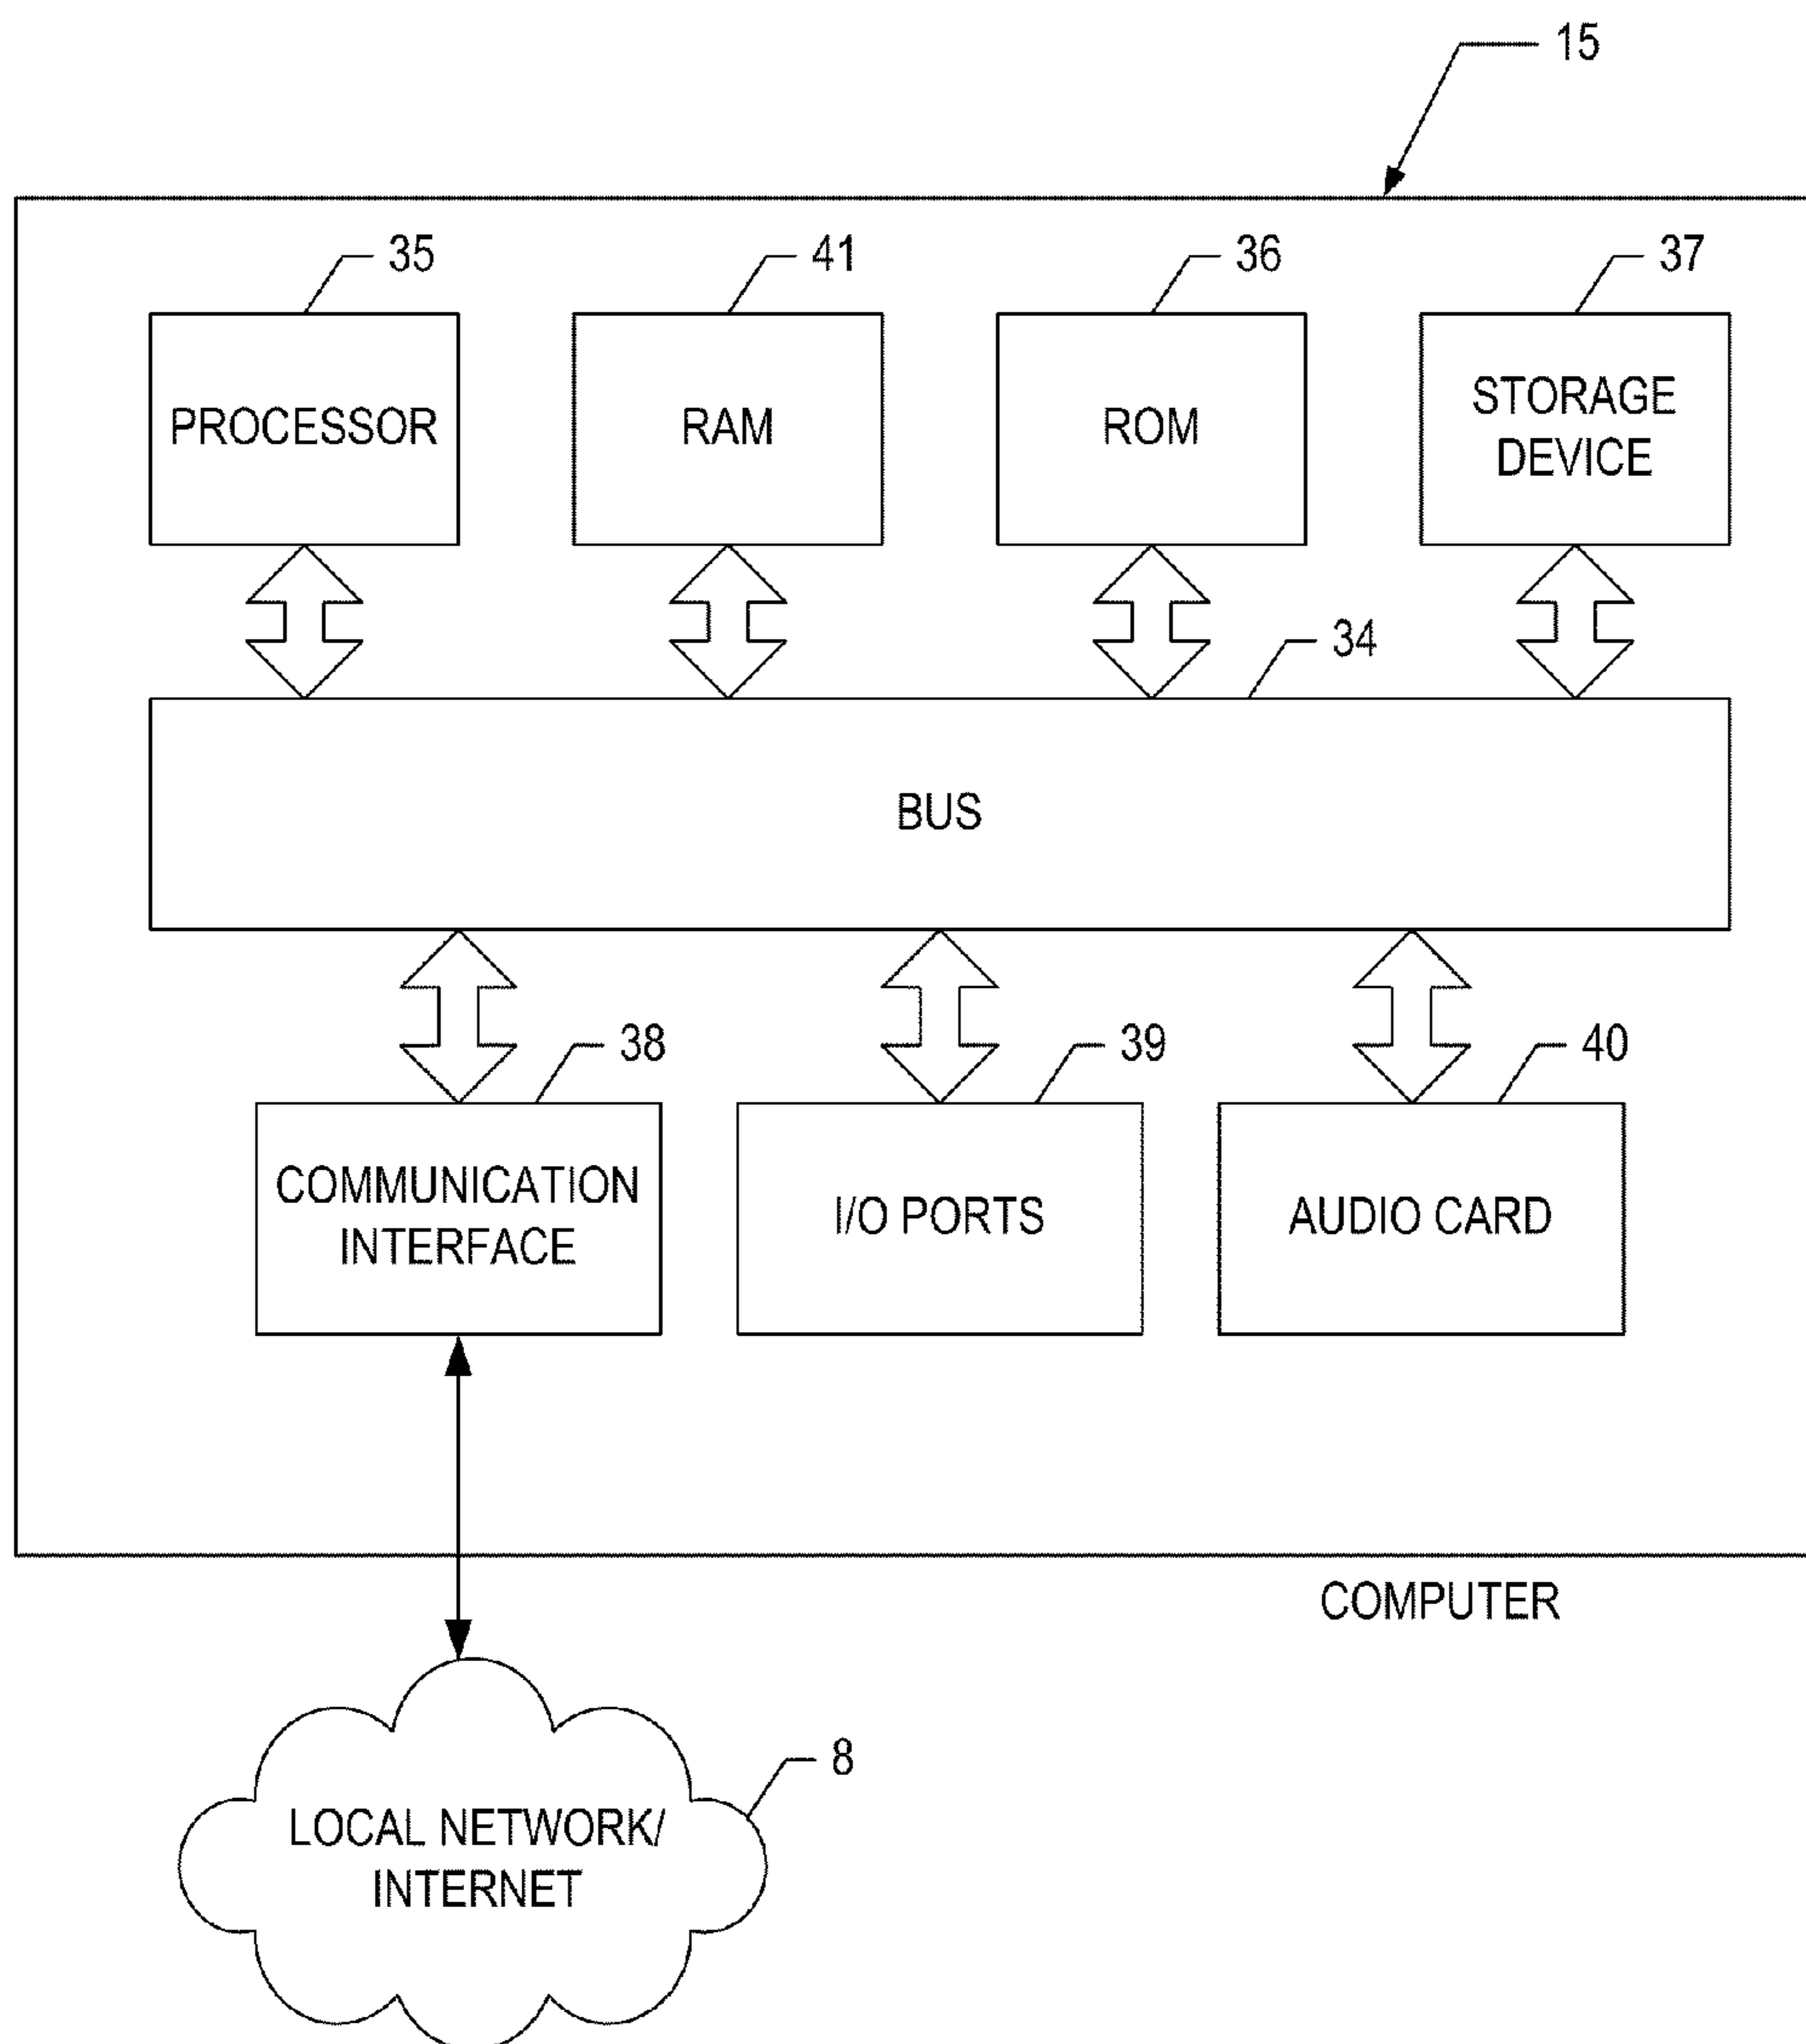 15
35
41
36
37
PROCESSOR
RAM
ROM
STORAGE
DEVICE
34
BUS
38
39
40
COMMUNICATION
INTERFACE
I/O PORTS
AUDIO CARD
COMPUTER
8
LOCAL NETWORK/
INTERNET